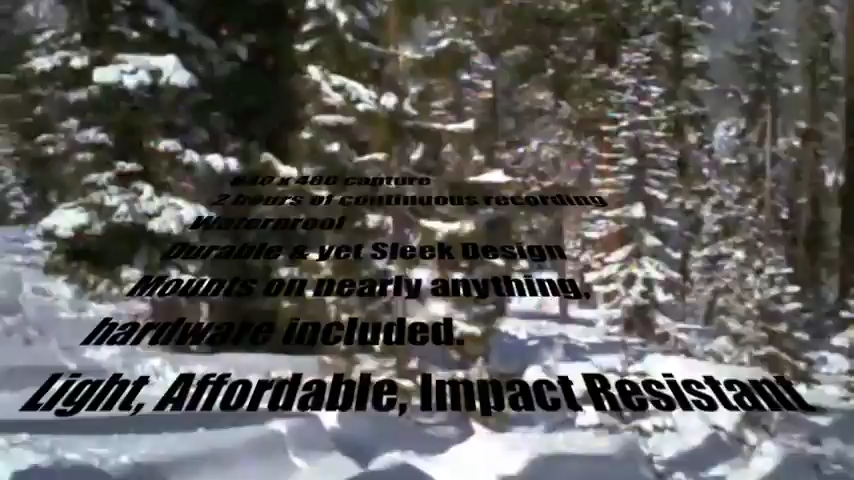 640 x 480 capture
2 hours of continuous recording
Waterproof
Durable & yet Sleek Design
Mounts on nearly anything,
hardware included.
Light, Affordable, Impact Resistant